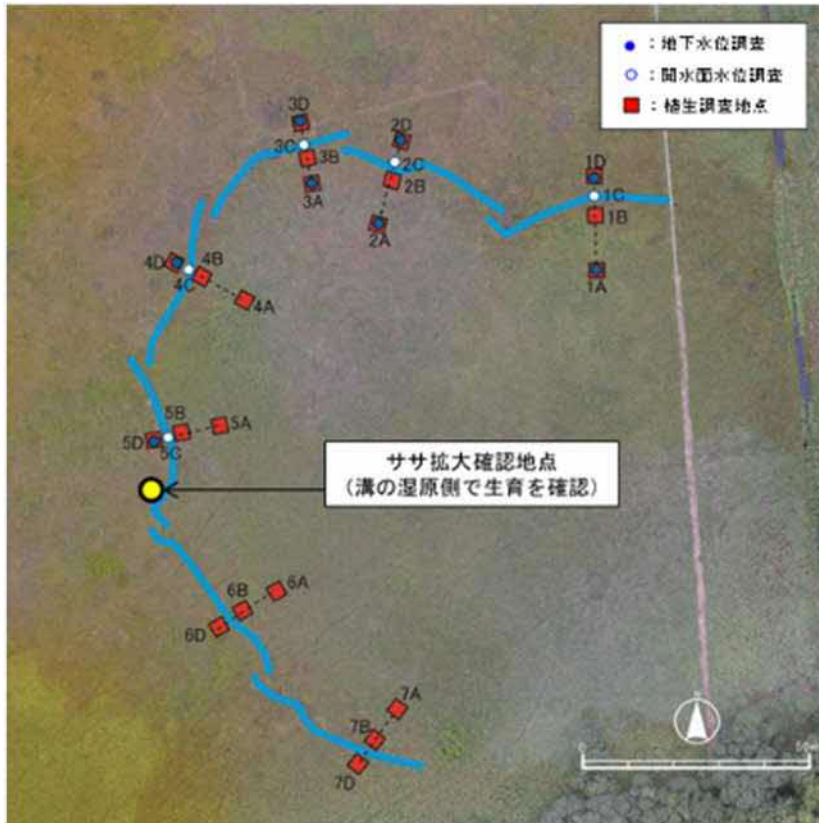 ：地下水位調査
：開水面水位調査
：植生調査地点
3D
3C
3B
3A
2D
2C
2B
2A
1D
1C
1B
1A
4D
4B
4C
4A
5B
5A
5D
5C
ササ拡大確認地点
（溝の湿原側で生育を確認）
6A
6B
6D
7A
7B
7D
0